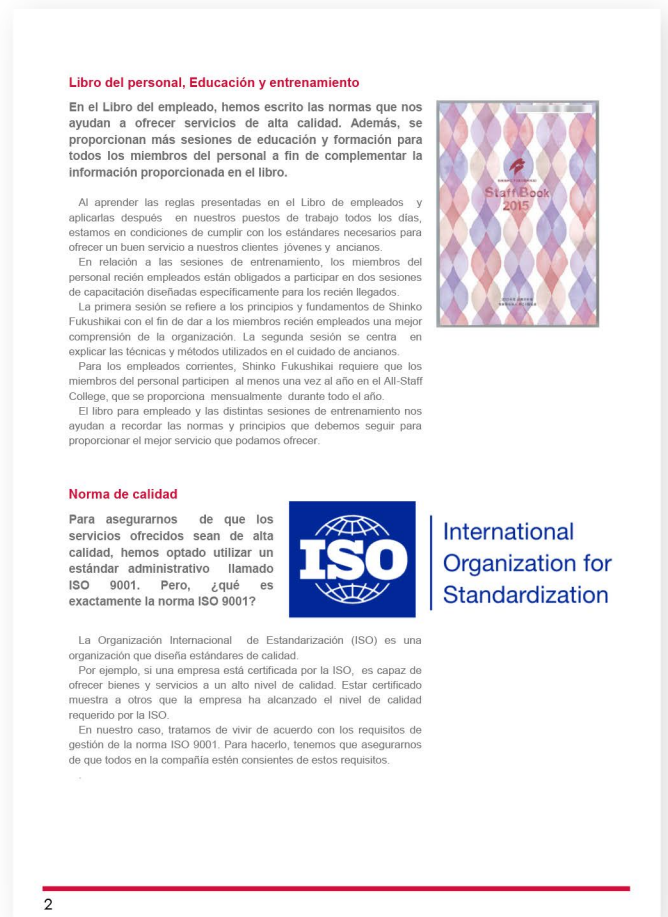 Libro del personal, Educación y entrenamiento
En el Libro del empleado, hemos escrito las normas que nos
ayudan a ofrecer servicios de alta calidad. Además, se
proporcionan más sesiones de educación y formación para
todos los miembros del personal a fin de complementar la
información proporcionada en el libro.
Al aprender las reglas presentadas en el Libro de empleados y
aplicarlas después en nuestros puestos de trabajo todos los días,
estamos en condiciones de cumplir con los estándares necesarios para
ofrecer un buen servicio a nuestros clientes jóvenes y ancianos.
En relación a las sesiones de entrenamiento, los miembros del
personal recién empleados están obligados a participar en dos sesiones
de capacitación diseñadas específicamente para los recién llegados.
La primera sesión se refiere a los principios y fundamentos de Shinko
Fukushikai con el fin de dar a los miembros recién empleados una mejor
comprensión de la organización. La segunda sesión se centra en
explicar las técnicas y métodos utilizados en el cuidado de ancianos.
Para los empleados corrientes, Shinko Fukushikai requiere que los
miembros del personal participen al menos una vez al año en el All-Staff
College, que se proporciona mensualmente durante todo el año.
El libro para empleado y las distintas sesiones de entrenamiento nos
ayudan a recordar las normas y principios que debemos seguir para
proporcionar el mejor servicio que podamos ofrecer.
Staff Book
2015
Norma de calidad
Para asegurarnos de que los
servicios ofrecidos sean de alta
calidad, hemos optado utilizar un
estándar administrativo llamado
ISO 9001. Pero, ¿qué es
exactamente la norma ISO 9001?
ISO
International
Organization for
Standardization
La Organización Internacional de Estandarización (ISO) es una
organización que diseña estándares de calidad.
Por ejemplo, si una empresa está certificada por la ISO, es capaz de
ofrecer bienes y servicios a un alto nivel de calidad. Estar certificado
muestra a otros que la empresa ha alcanzado el nivel de calidad
requerido por la ISO.
En nuestro caso, tratamos de vivir de acuerdo con los requisitos de
gestión de la norma ISO 9001. Para hacerlo, tenemos que asegurarnos
de que todos en la compañía estén consientes de estos requisitos.
.
2